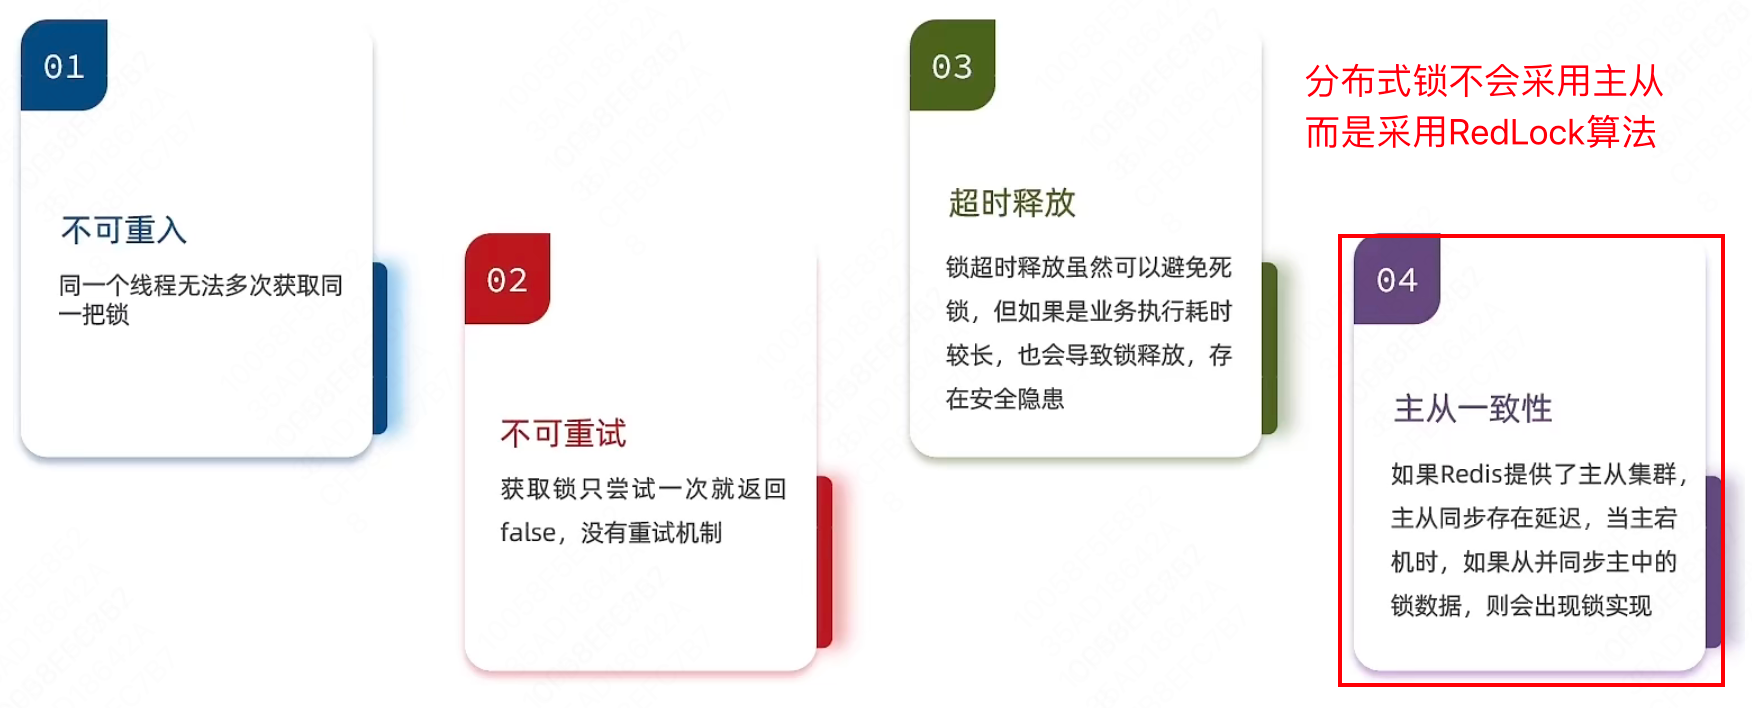 01
不可重入
同一个线程无法多次获取同
一把锁
02
不可重试
获取锁只尝试一次就返回
false，没有重试机制
03
超时释放
锁超时释放虽然可以避免死
锁，但如果是业务执行耗时
较长，也会导致锁释放，存
在安全隐患
分布式锁不会采用主从
而是采用RedLock算法
04
主从一致性
如果Redis提供了主从集群，
主从同步存在延迟，当主宕
机时，如果从并同步主中的
锁数据，则会出现锁实现